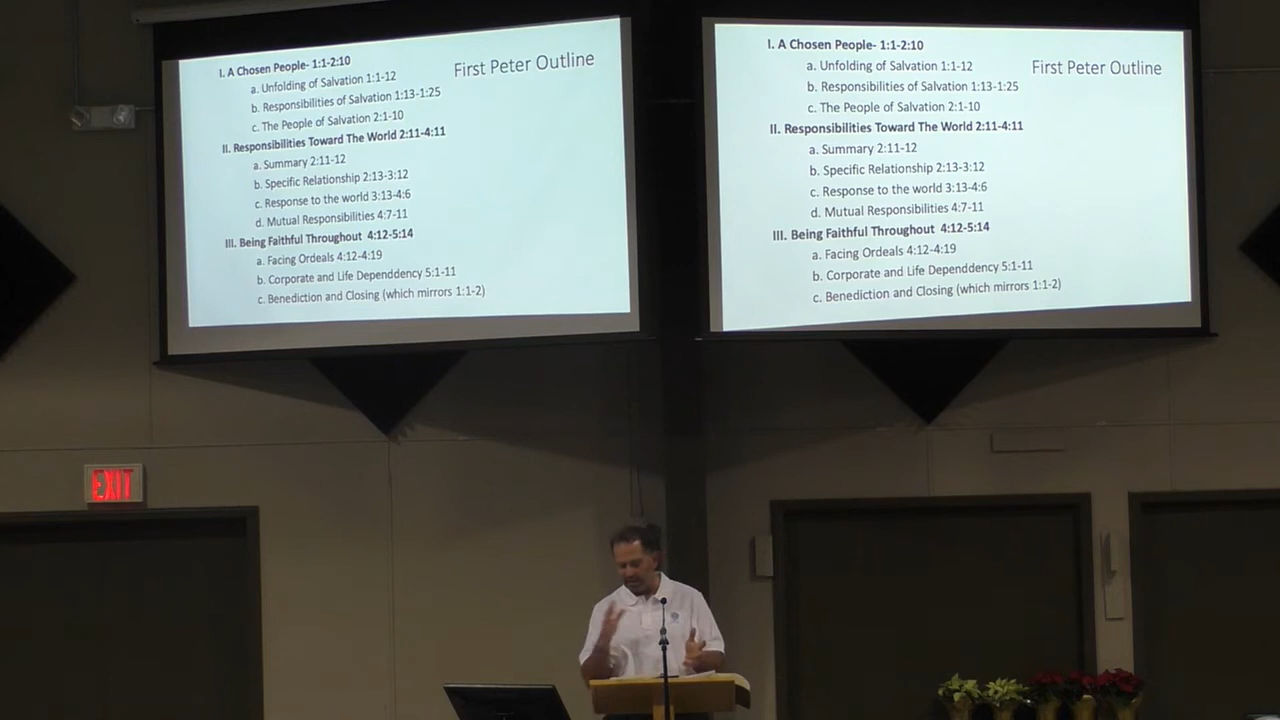 I. A Chosen People- 1:1-2:10
First Peter Outline
a. Unfolding of Salvation 1:1-12
b. Responsibilities of Salvation 1:13-1:25
c. The People of Salvation 2:1-10
II. Responsibilities Toward The World 2:11-4:11
a. Summary 2:11-12
b. Specific Relationship 2:13-3:12
c. Response to the world 3:13-4:6
d. Mutual Responsibilities 4:7-11
III. Being Faithful Throughout 4:12-5:14
a. Facing Ordeals 4:12-4:19
b. Corporate and Life Dependdency 5:1-11
c. Benediction and Closing (which mirrors 1:1-2)
I. A Chosen People- 1:1-2:10
First Peter Outline
a. Unfolding of Salvation 1:1-12
b. Responsibilities of Salvation 1:13-1:25
c. The People of Salvation 2:1-10
II. Responsibilities Toward The World 2:11-4:11
a. Summary 2:11-12
b. Specific Relationship 2:13-3:12
c. Response to the world 3:13-4:6
d. Mutual Responsibilities 4:7-11
III. Being Faithful Throughout 4:12-5:14
a. Facing Ordeals 4:12-4:19
b. Corporate and Life Dependdency 5:1-11
c. Benediction and Closing (which mirrors 1:1-2)
EXIT